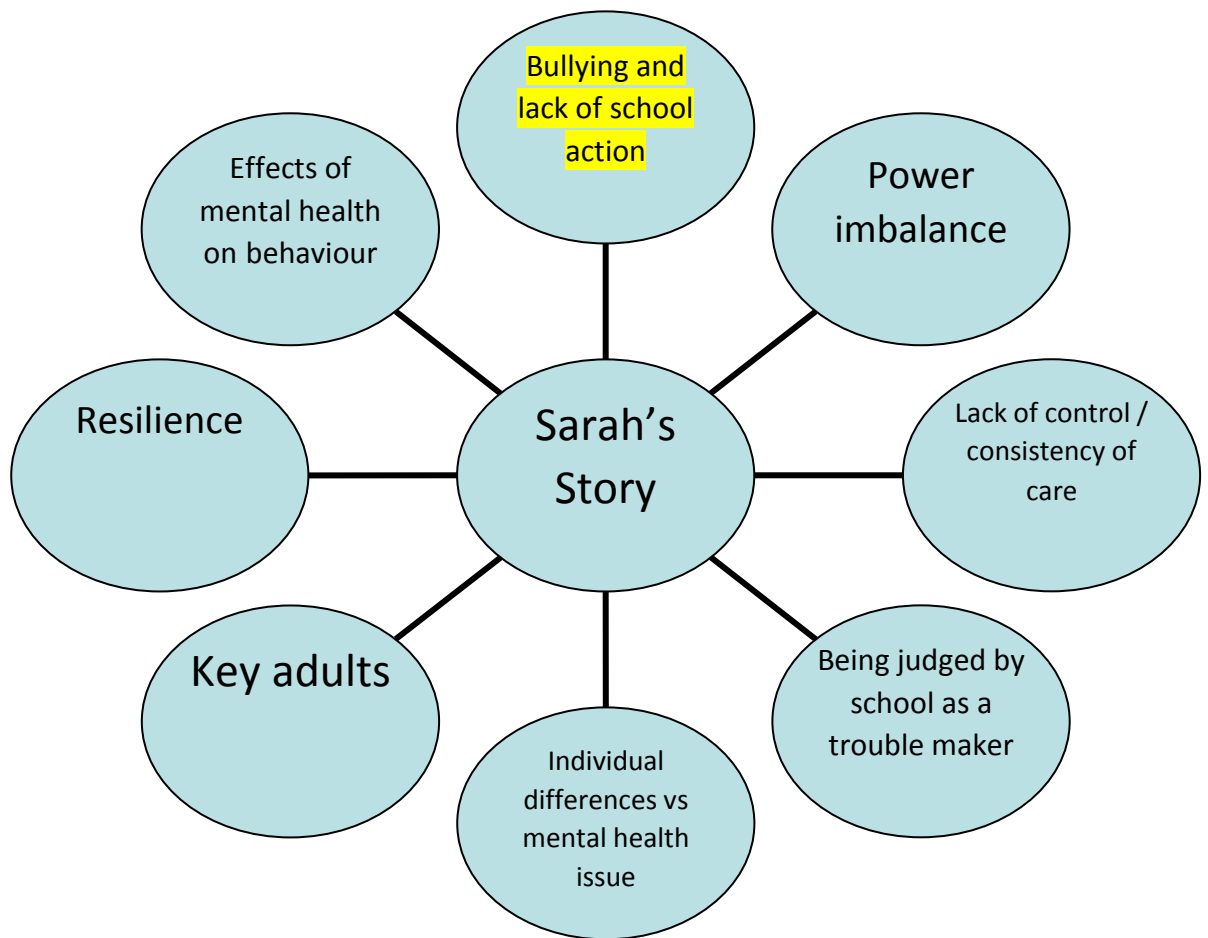 Bullying and
lack of school
action
Power
imbalance
Lack of control /
consistency of
care
Being judged by
school as a
trouble maker
Individual
differences vs
mental health
issue
Key adults
Resilience
Effects of
mental health
on behaviour
Sarah’s
Story